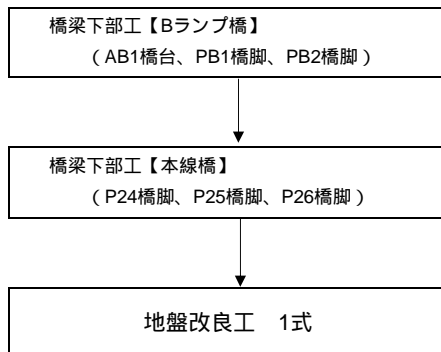 橋梁下部工【Bランプ橋】
（AB1橋台、PB1橋脚、PB2橋脚）
橋梁下部工【本線橋】
（P24橋脚、P25橋脚、P26橋脚）
地盤改良工　1式